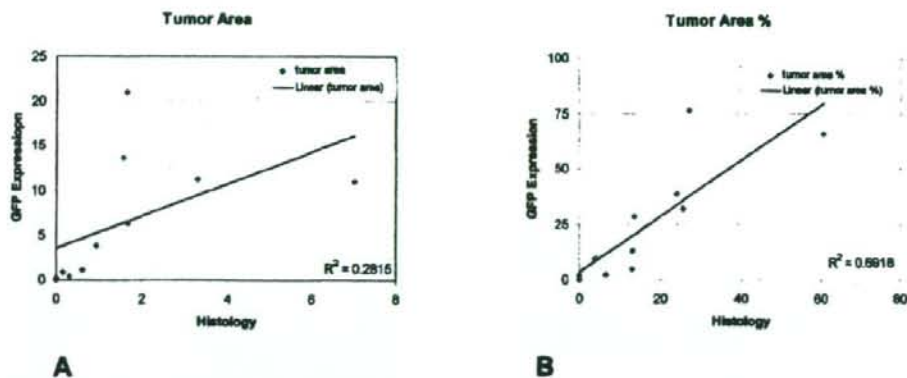 Tumor Area
25
20
15
10
5
0
GFP Expressiopn
tumor area
Linear (tumor area)
R² = 0.2815
0 2 4 6 8
Histology
A
Tumor Area %
100
75
50
25
0
GFP Expression
tumor area %
Linear (tumor area %)
R² = 0.6918
0 20 40 60 80
Histology
B